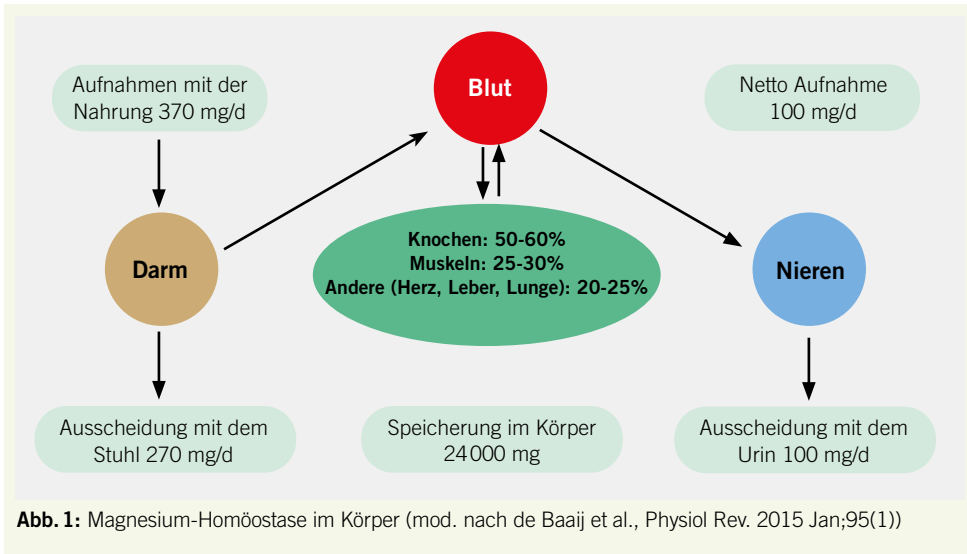 Aufnahmen mit der
Nahrung 370 mg/d
Blut
Netto Aufnahme
100 mg/d
Darm
Knochen: 50-60%
Muskeln: 25-30%
Andere (Herz, Leber, Lunge): 20-25%
Nieren
Ausscheidung mit dem
Stuhl 270 mg/d
Speicherung im Körper
24000 mg
Ausscheidung mit dem
Urin 100 mg/d
Abb. 1: Magnesium-Homöostase im Körper (mod. nach de Baaij et al., Physiol Rev. 2015 Jan;95(1))